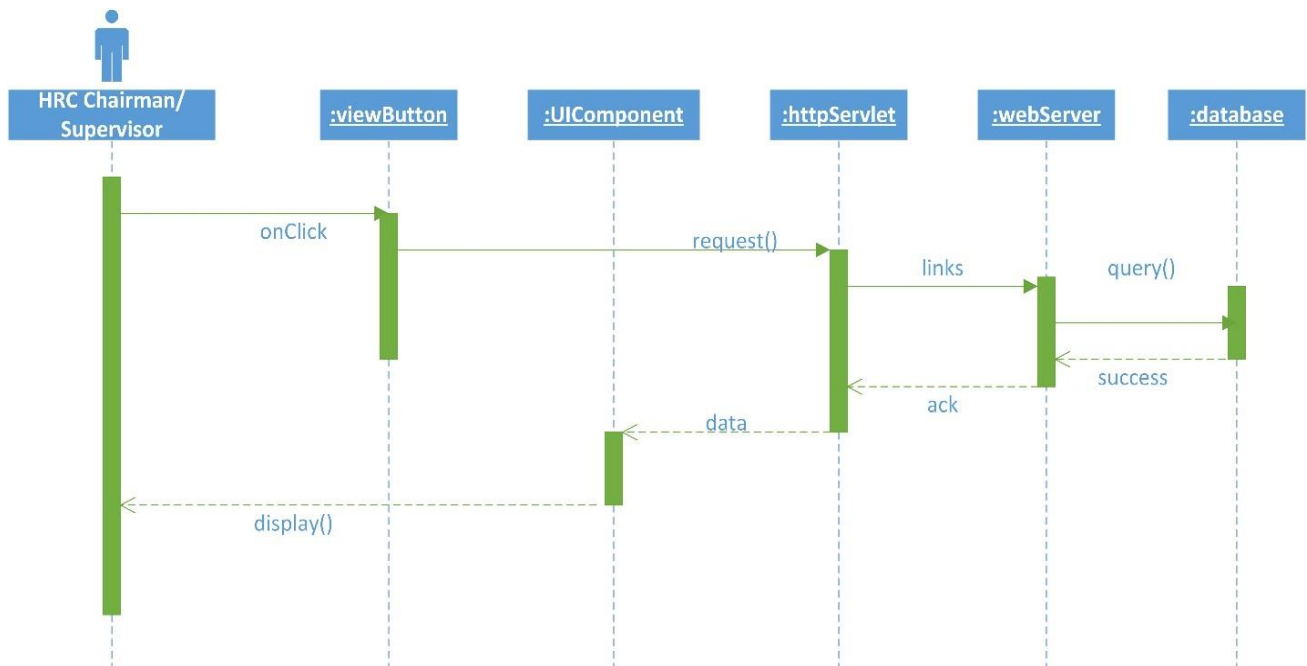 HRC Chairman/
Supervisor
:viewButton
:UIComponent
:httpServlet
:webServer
:database
onClick
request()
links
query()
success
ack
data
display()